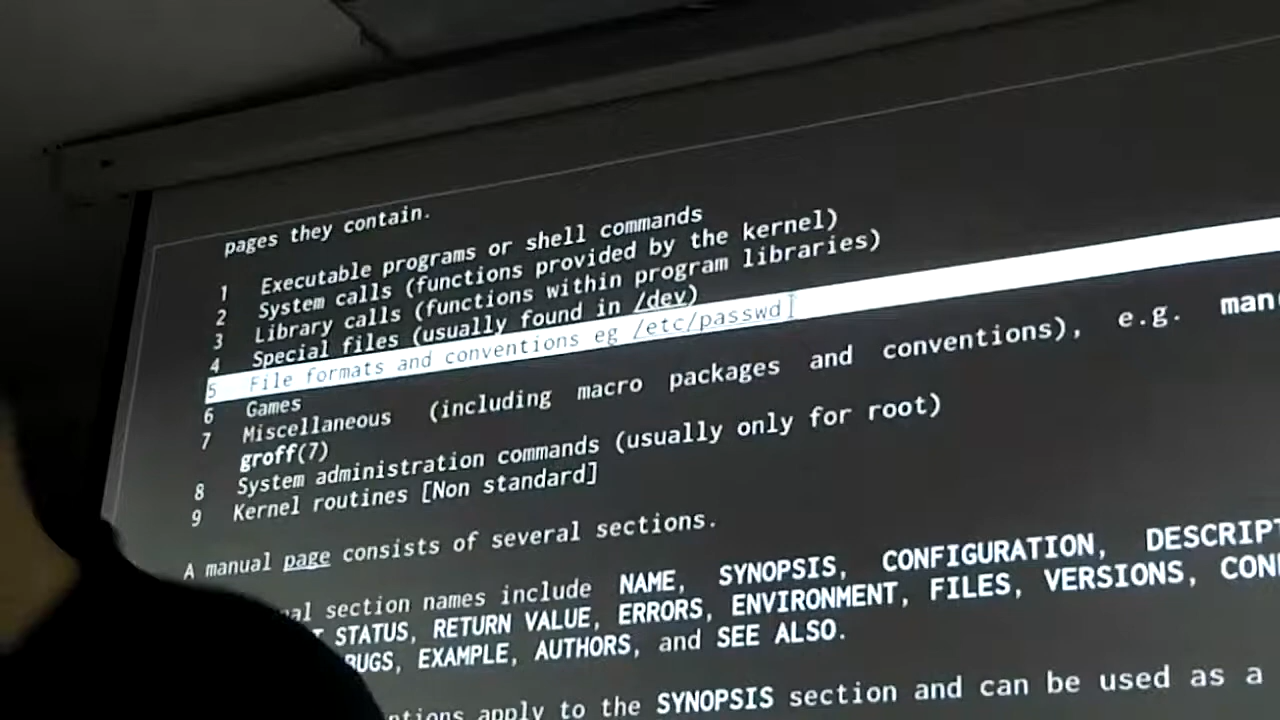 pages they contain.
1 Executable programs or shell commands
2 System calls (functions provided by the kernel)
3 Library calls (functions within program libraries)
4 Special files (usually found in /dev)
5 File formats and conventions eg /etc/passwd
6 Games
7 Miscellaneous (including macro packages and conventions), e.g. man
groff(7)
8 System administration commands (usually only for root)
9 Kernel routines [Non standard]
A manual page consists of several sections.
section names include NAME, SYNOPSIS, CONFIGURATION, DESCRIPT
STATUS, RETURN VALUE, ERRORS, ENVIRONMENT, FILES, VERSIONS, CON
BUGS, EXAMPLE, AUTHORS, and SEE ALSO.
apply to the SYNOPSIS section and can be used as a